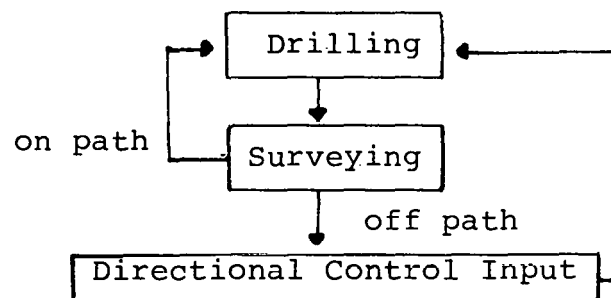 Drilling
on path
Surveying
off path
Directional Control Input